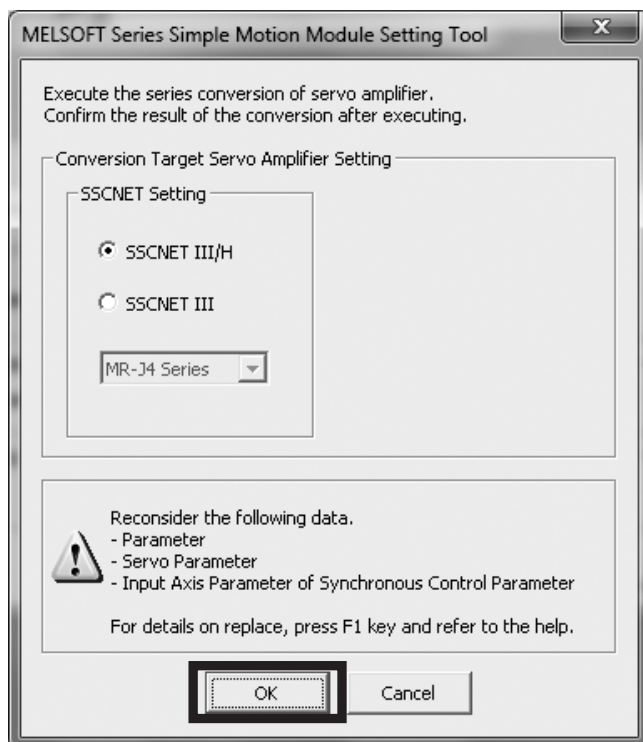 MELSOFT Series Simple Motion Module Setting Tool
Execute the series conversion of servo amplifier.
Confirm the result of the conversion after executing.
Conversion Target Servo Amplifier Setting
SSCNET Setting
SSCNET III/H
SSCNET III
MR-J4 Series
Reconsider the following data.
- Parameter
- Servo Parameter
- Input Axis Parameter of Synchronous Control Parameter
For details on replace, press F1 key and refer to the help.
OK
Cancel